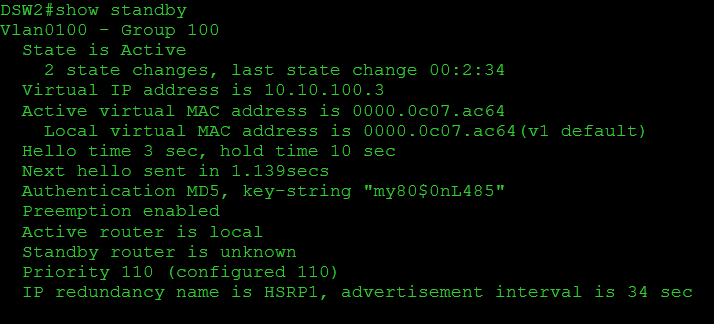 DSW2#show standby
Vlan0100 - Group 100
State is Active
2 state changes, last state change 00:2:34
Virtual IP address is 10.10.100.3
Active virtual MAC address is 0000.0c07.ac64
Local virtual MAC address is 0000.0c07.ac64(v1 default)
Hello time 3 sec, hold time 10 sec
Next hello sent in 1.139secs
Authentication MD5, key-string "my80$0nL485"
Preemption enabled
Active router is local
Standby router is unknown
Priority 110 (configured 110)
IP redundancy name is HSRP1, advertisement interval is 34 sec